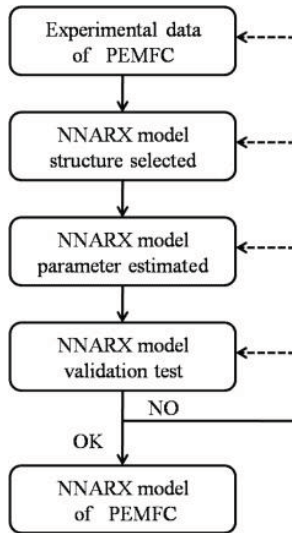 Experimental data
of PEMFC
NNARX model
structure selected
NNARX model
parameter estimated
NNARX model
validation test
NO
OK
NNARX model
of PEMFC